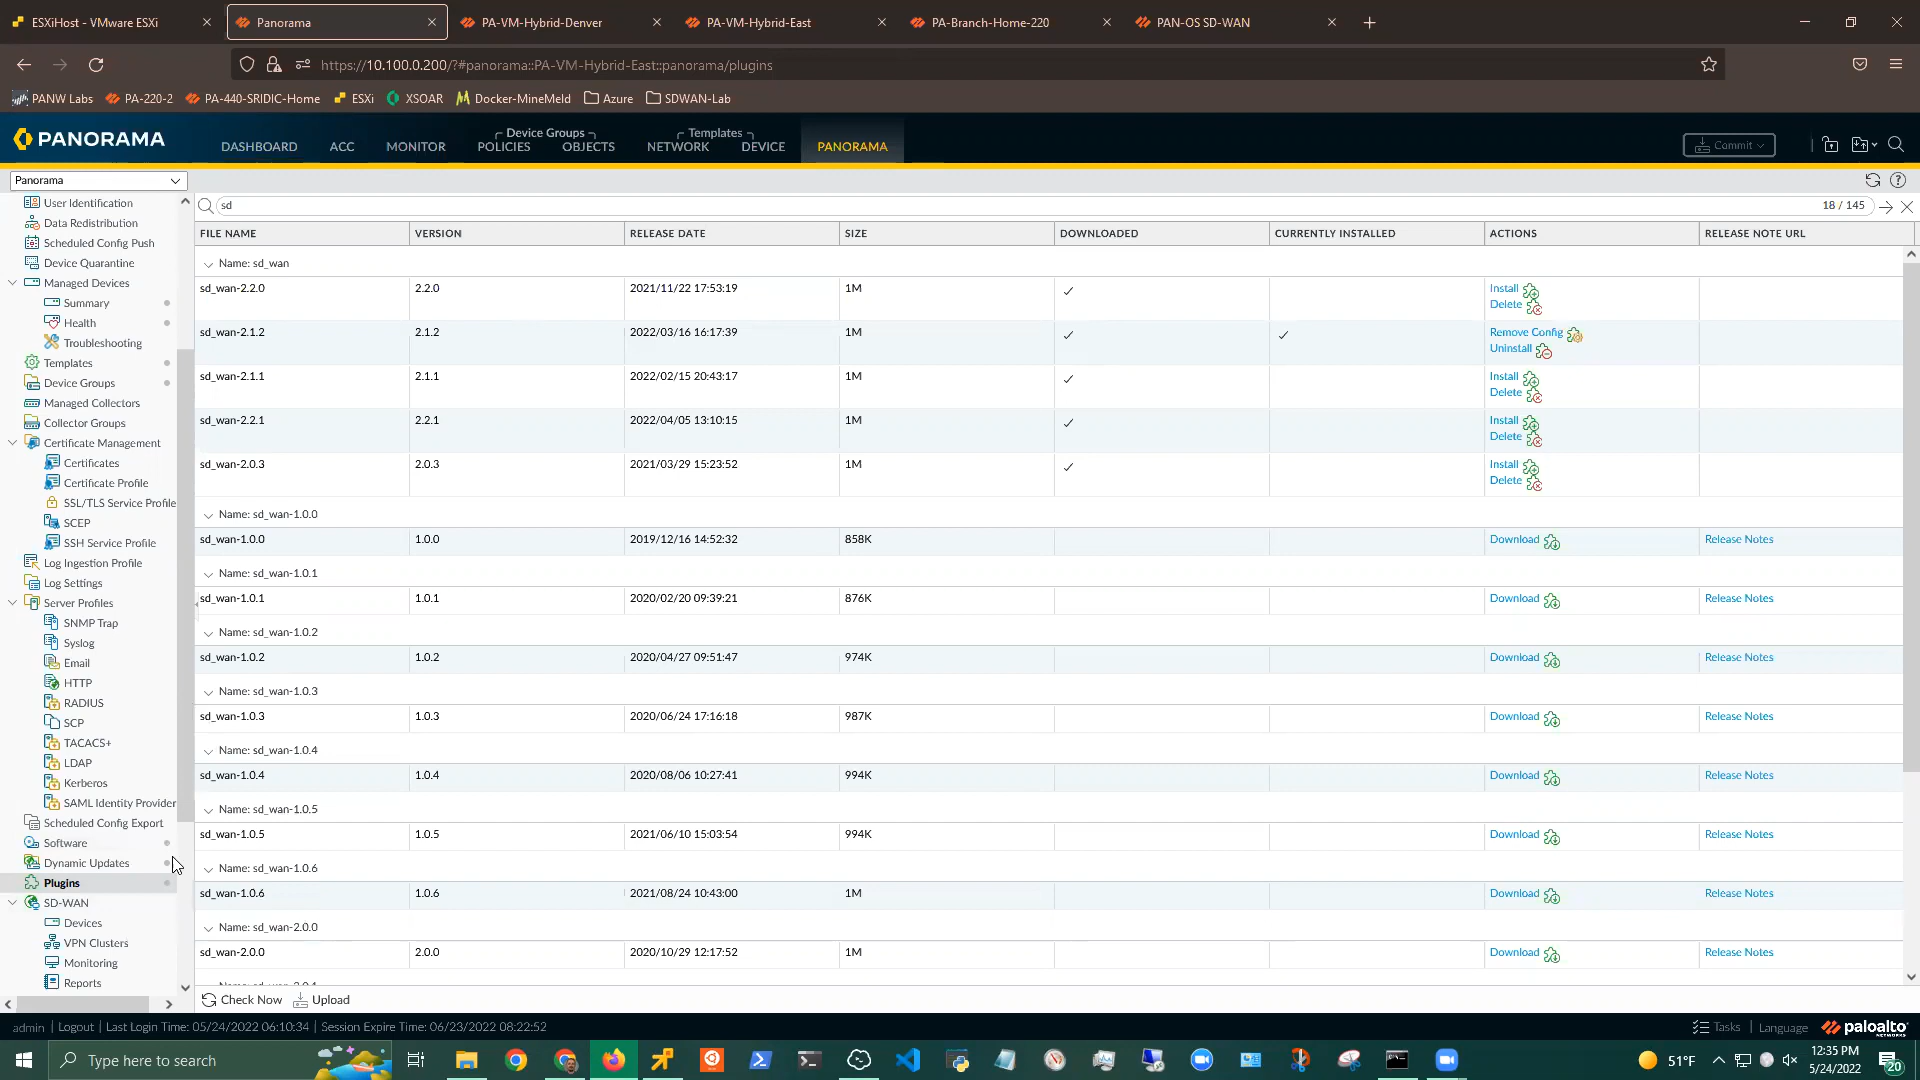 ESXiHost - VMware ESXi
Panorama
PA-VM-Hybrid-Denver
PA-VM-Hybrid-East
PA-Branch-Home-220
PAN-OS SD-WAN
https://10.100.0.200/?#panorama::PA-VM-Hybrid-East::panorama/plugins
PANW Labs
PA-220-2
PA-440-SRIDIC-Home
ESXi
XSOAR
Docker-MineMeld
Azure
SDWAN-Lab
PANORAMA
DASHBOARD
ACC
MONITOR
Device Groups
POLICIES
OBJECTS
Templates
NETWORK
DEVICE
PANORAMA
Commit
Panorama
User Identification
Data Redistribution
Scheduled Config Push
Device Quarantine
Managed Devices
Summary
Health
Troubleshooting
Templates
Device Groups
Managed Collectors
Collector Groups
Certificate Management
Certificates
Certificate Profile
SSL/TLS Service Profile
SCEP
SSH Service Profile
Log Ingestion Profile
Log Settings
Server Profiles
SNMP Trap
Syslog
Email
HTTP
RADIUS
SCP
TACACS+
LDAP
Kerberos
SAML Identity Provider
Scheduled Config Export
Software
Dynamic Updates
Plugins
SD-WAN
Devices
VPN Clusters
Monitoring
Reports
sd
18 / 145
FILE NAME VERSION RELEASE DATE SIZE DOWNLOADED CURRENTLY INSTALLED ACTIONS RELEASE NOTE URL
Name: sd_wan
sd_wan-2.2.0 2.2.0 2021/11/22 17:53:19 1M ✓ Install
Delete
sd_wan-2.1.2 2.1.2 2022/03/16 16:17:39 1M ✓ ✓ Remove Config
Uninstall
sd_wan-2.1.1 2.1.1 2022/02/15 20:43:17 1M ✓ Install
Delete
sd_wan-2.2.1 2.2.1 2022/04/05 13:10:15 1M ✓ Install
Delete
sd_wan-2.0.3 2.0.3 2021/03/29 15:23:52 1M ✓ Install
Delete
Name: sd_wan-1.0.0
sd_wan-1.0.0 1.0.0 2019/12/16 14:52:32 858K Download Release Notes
Name: sd_wan-1.0.1
sd_wan-1.0.1 1.0.1 2020/02/20 09:39:21 876K Download Release Notes
Name: sd_wan-1.0.2
sd_wan-1.0.2 1.0.2 2020/04/27 09:51:47 974K Download Release Notes
Name: sd_wan-1.0.3
sd_wan-1.0.3 1.0.3 2020/06/24 17:16:18 987K Download Release Notes
Name: sd_wan-1.0.4
sd_wan-1.0.4 1.0.4 2020/08/06 10:27:41 994K Download Release Notes
Name: sd_wan-1.0.5
sd_wan-1.0.5 1.0.5 2021/06/10 15:03:54 994K Download Release Notes
Name: sd_wan-1.0.6
sd_wan-1.0.6 1.0.6 2021/08/24 10:43:00 1M Download Release Notes
Name: sd_wan-2.0.0
sd_wan-2.0.0 2.0.0 2020/10/29 12:17:52 1M Download Release Notes
Check Now
Upload
admin | Logout | Last Login Time: 05/24/2022 06:10:34 | Session Expire Time: 06/23/2022 08:22:52
Tasks | Language
paloalto
NETWORKS
Type here to search
51°F
12:35 PM
5/24/2022
20